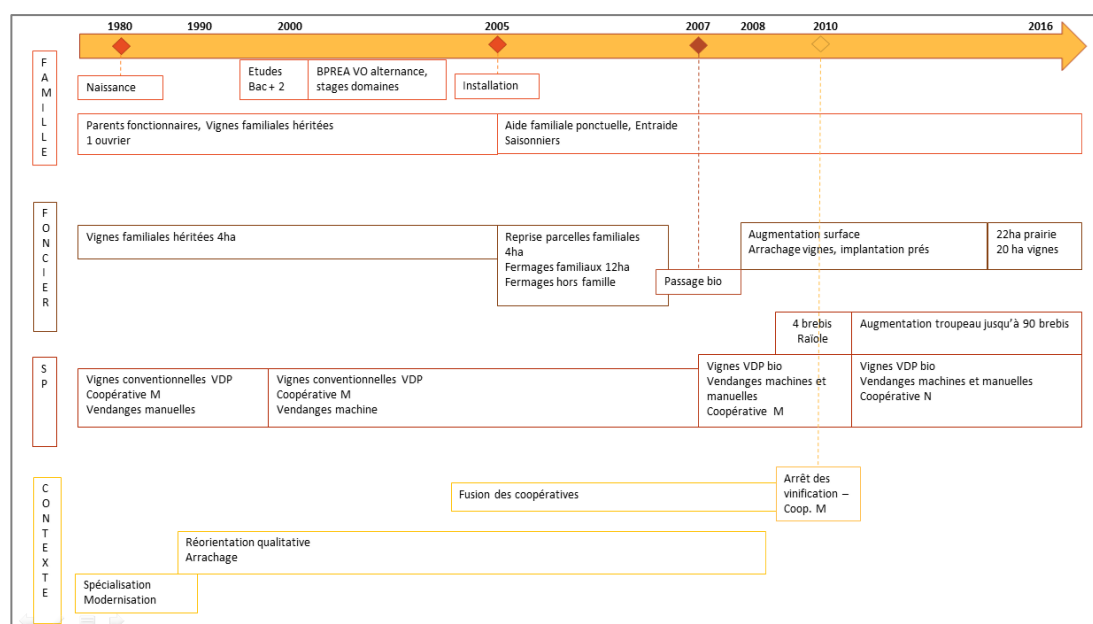 1980 1990 2000 2005 2007 2008 2010 2016
FAMILLE
Naissance
Etudes
Bac + 2
BPREA VO alternance,
stages domaines
Installation
Parents fonctionnaires, Vignes familiales héritées
1 ouvrier
Aide familiale ponctuelle, Entraide
Saisonniers
FONCIER
Vignes familiales héritées 4ha
Reprise parcelles familiales
4ha
Fermages familiaux 12ha
Fermages hors famille
Passage bio
Augmentation surface
Arrachage vignes, implantation prés
22ha prairie
20 ha vignes
SP
4 brebis
Raïole
Augmentation troupeau jusqu'à 90 brebis
Vignes conventionnelles VDP
Coopérative M
Vendanges manuelles
Vignes conventionnelles VDP
Coopérative M
Vendanges machine
Vignes VDP bio
Vendanges machines et
manuelles
Coopérative M
Vignes VDP bio
Vendanges machines et manuelles
Coopérative N
CONTEXTE
Fusion des coopératives
Arrêt des
vinification –
Coop. M
Réorientation qualitative
Arrachage
Spécialisation
Modernisation